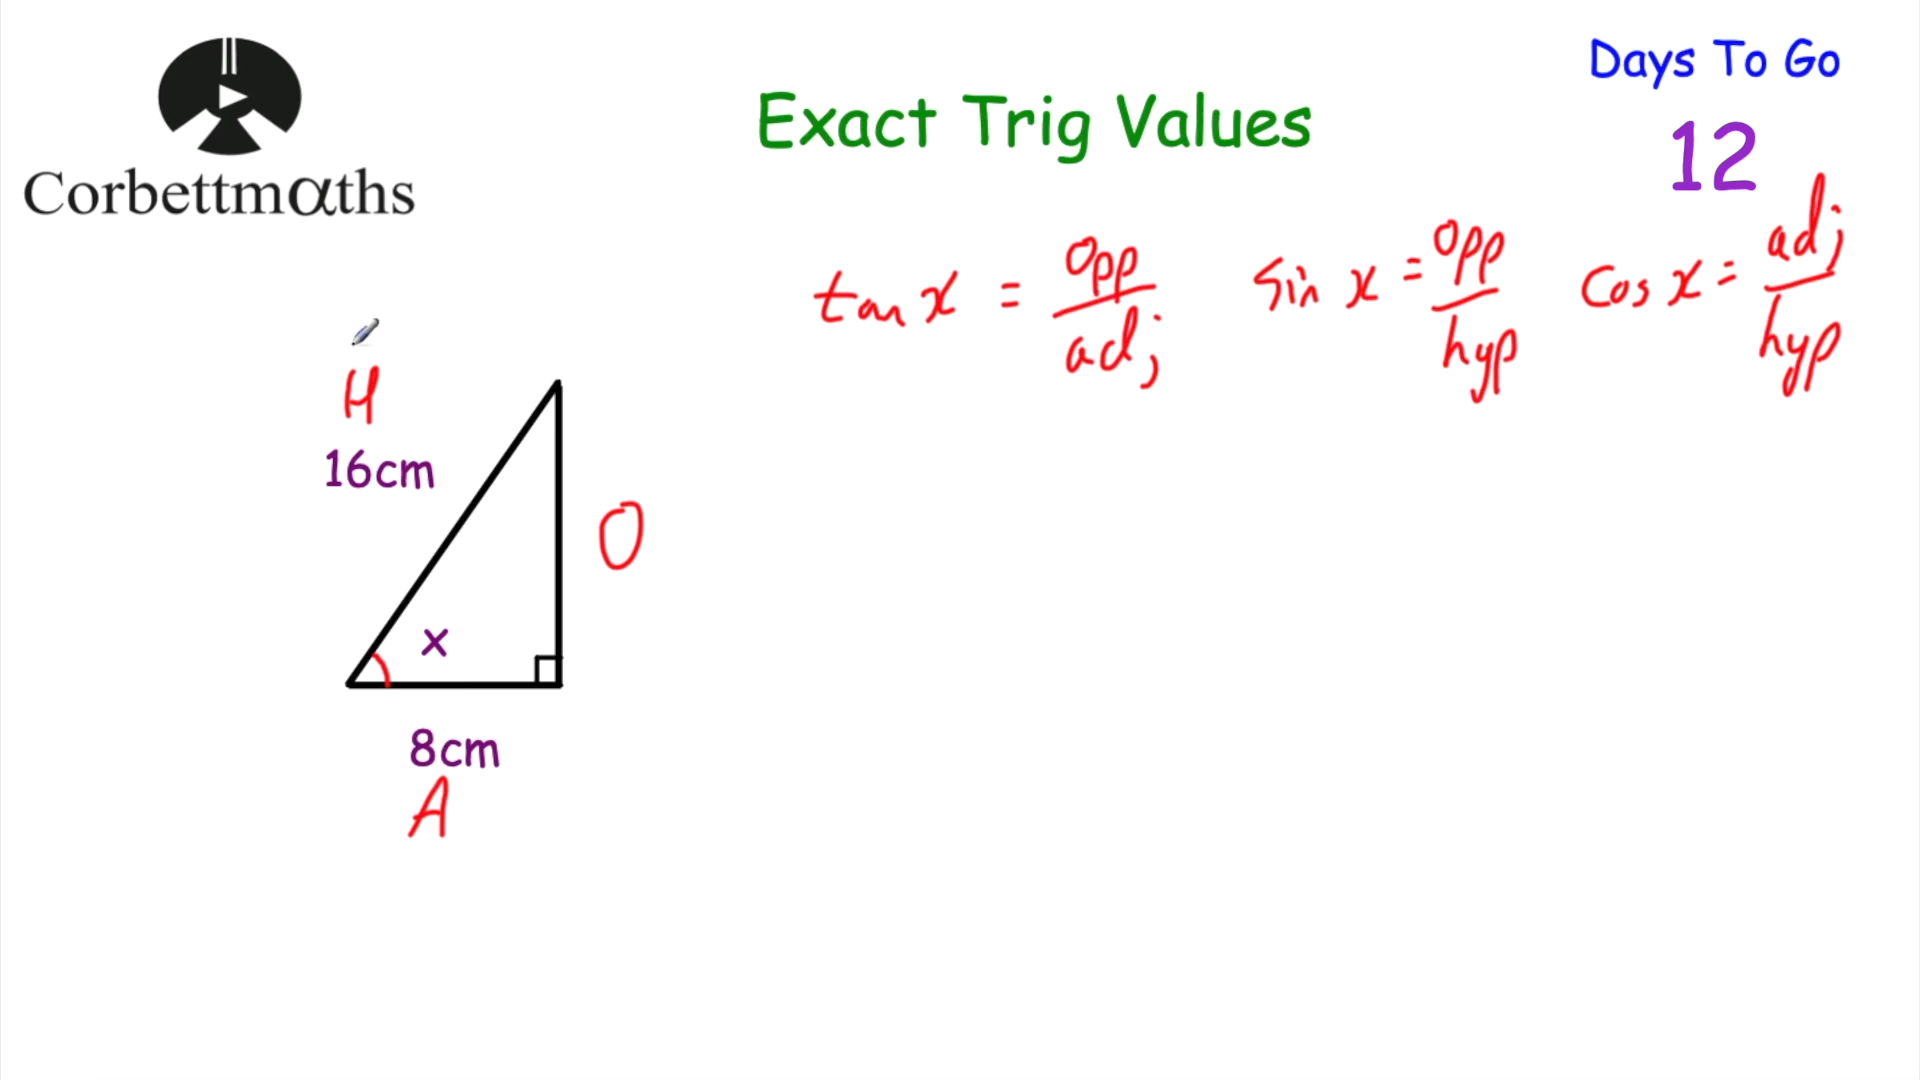 Corbettmαths
Exact Trig Values
Days To Go
12
tan x = opp/adj
sin x = opp/hyp
cos x = adj/hyp
H
16cm
O
x
8cm
A